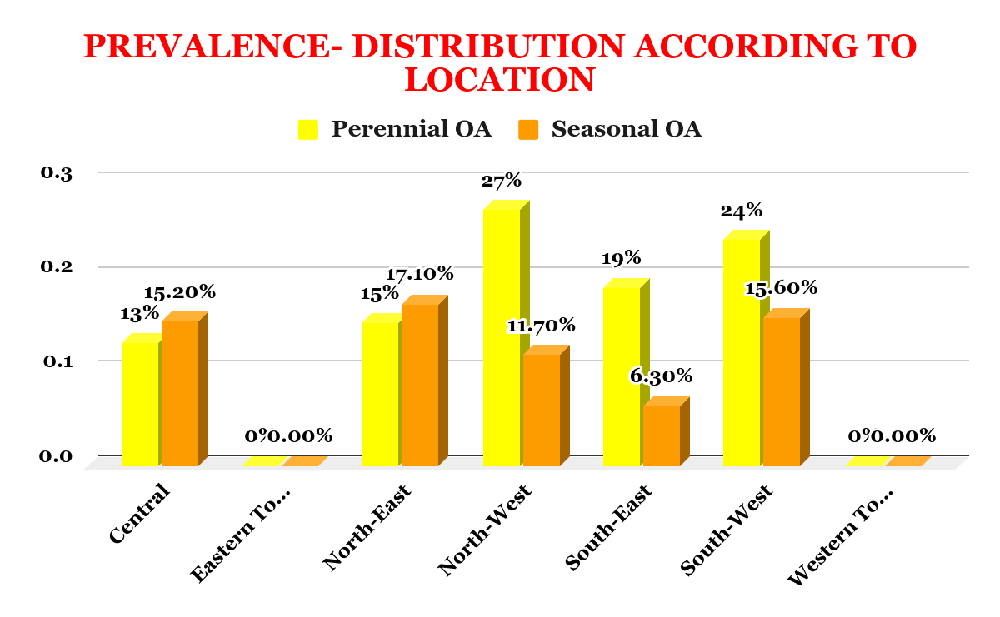 PREVALENCE- DISTRIBUTION ACCORDING TO
LOCATION
Perennial OA
Seasonal OA
0.3
0.2
0.1
0.0
13%
15.20%
0%
0.00%
15%
17.10%
27%
11.70%
19%
6.30%
24%
15.60%
0%
0.00%
Central
Eastern To...
North-East
North-West
South-East
South-West
Western To...